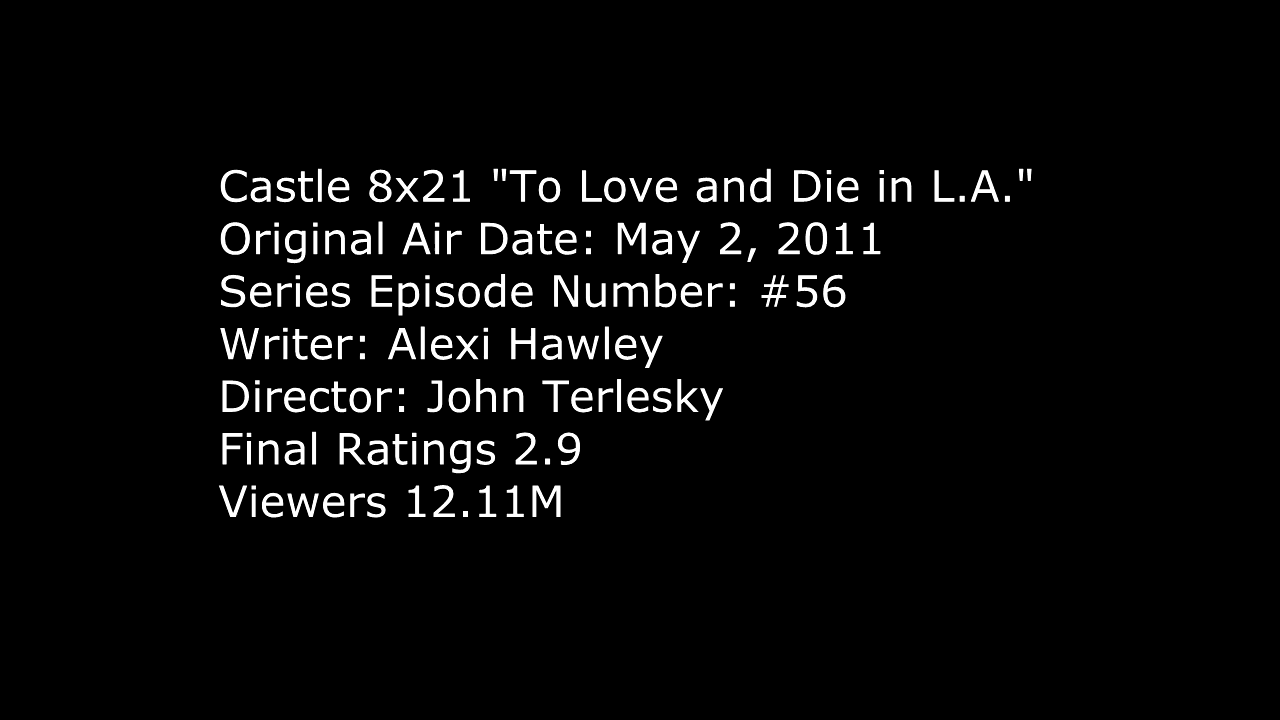 Castle 8x21 "To Love and Die in L.A."
Original Air Date: May 2, 2011
Series Episode Number: #56
Writer: Alexi Hawley
Director: John Terlesky
Final Ratings 2.9
Viewers 12.11M